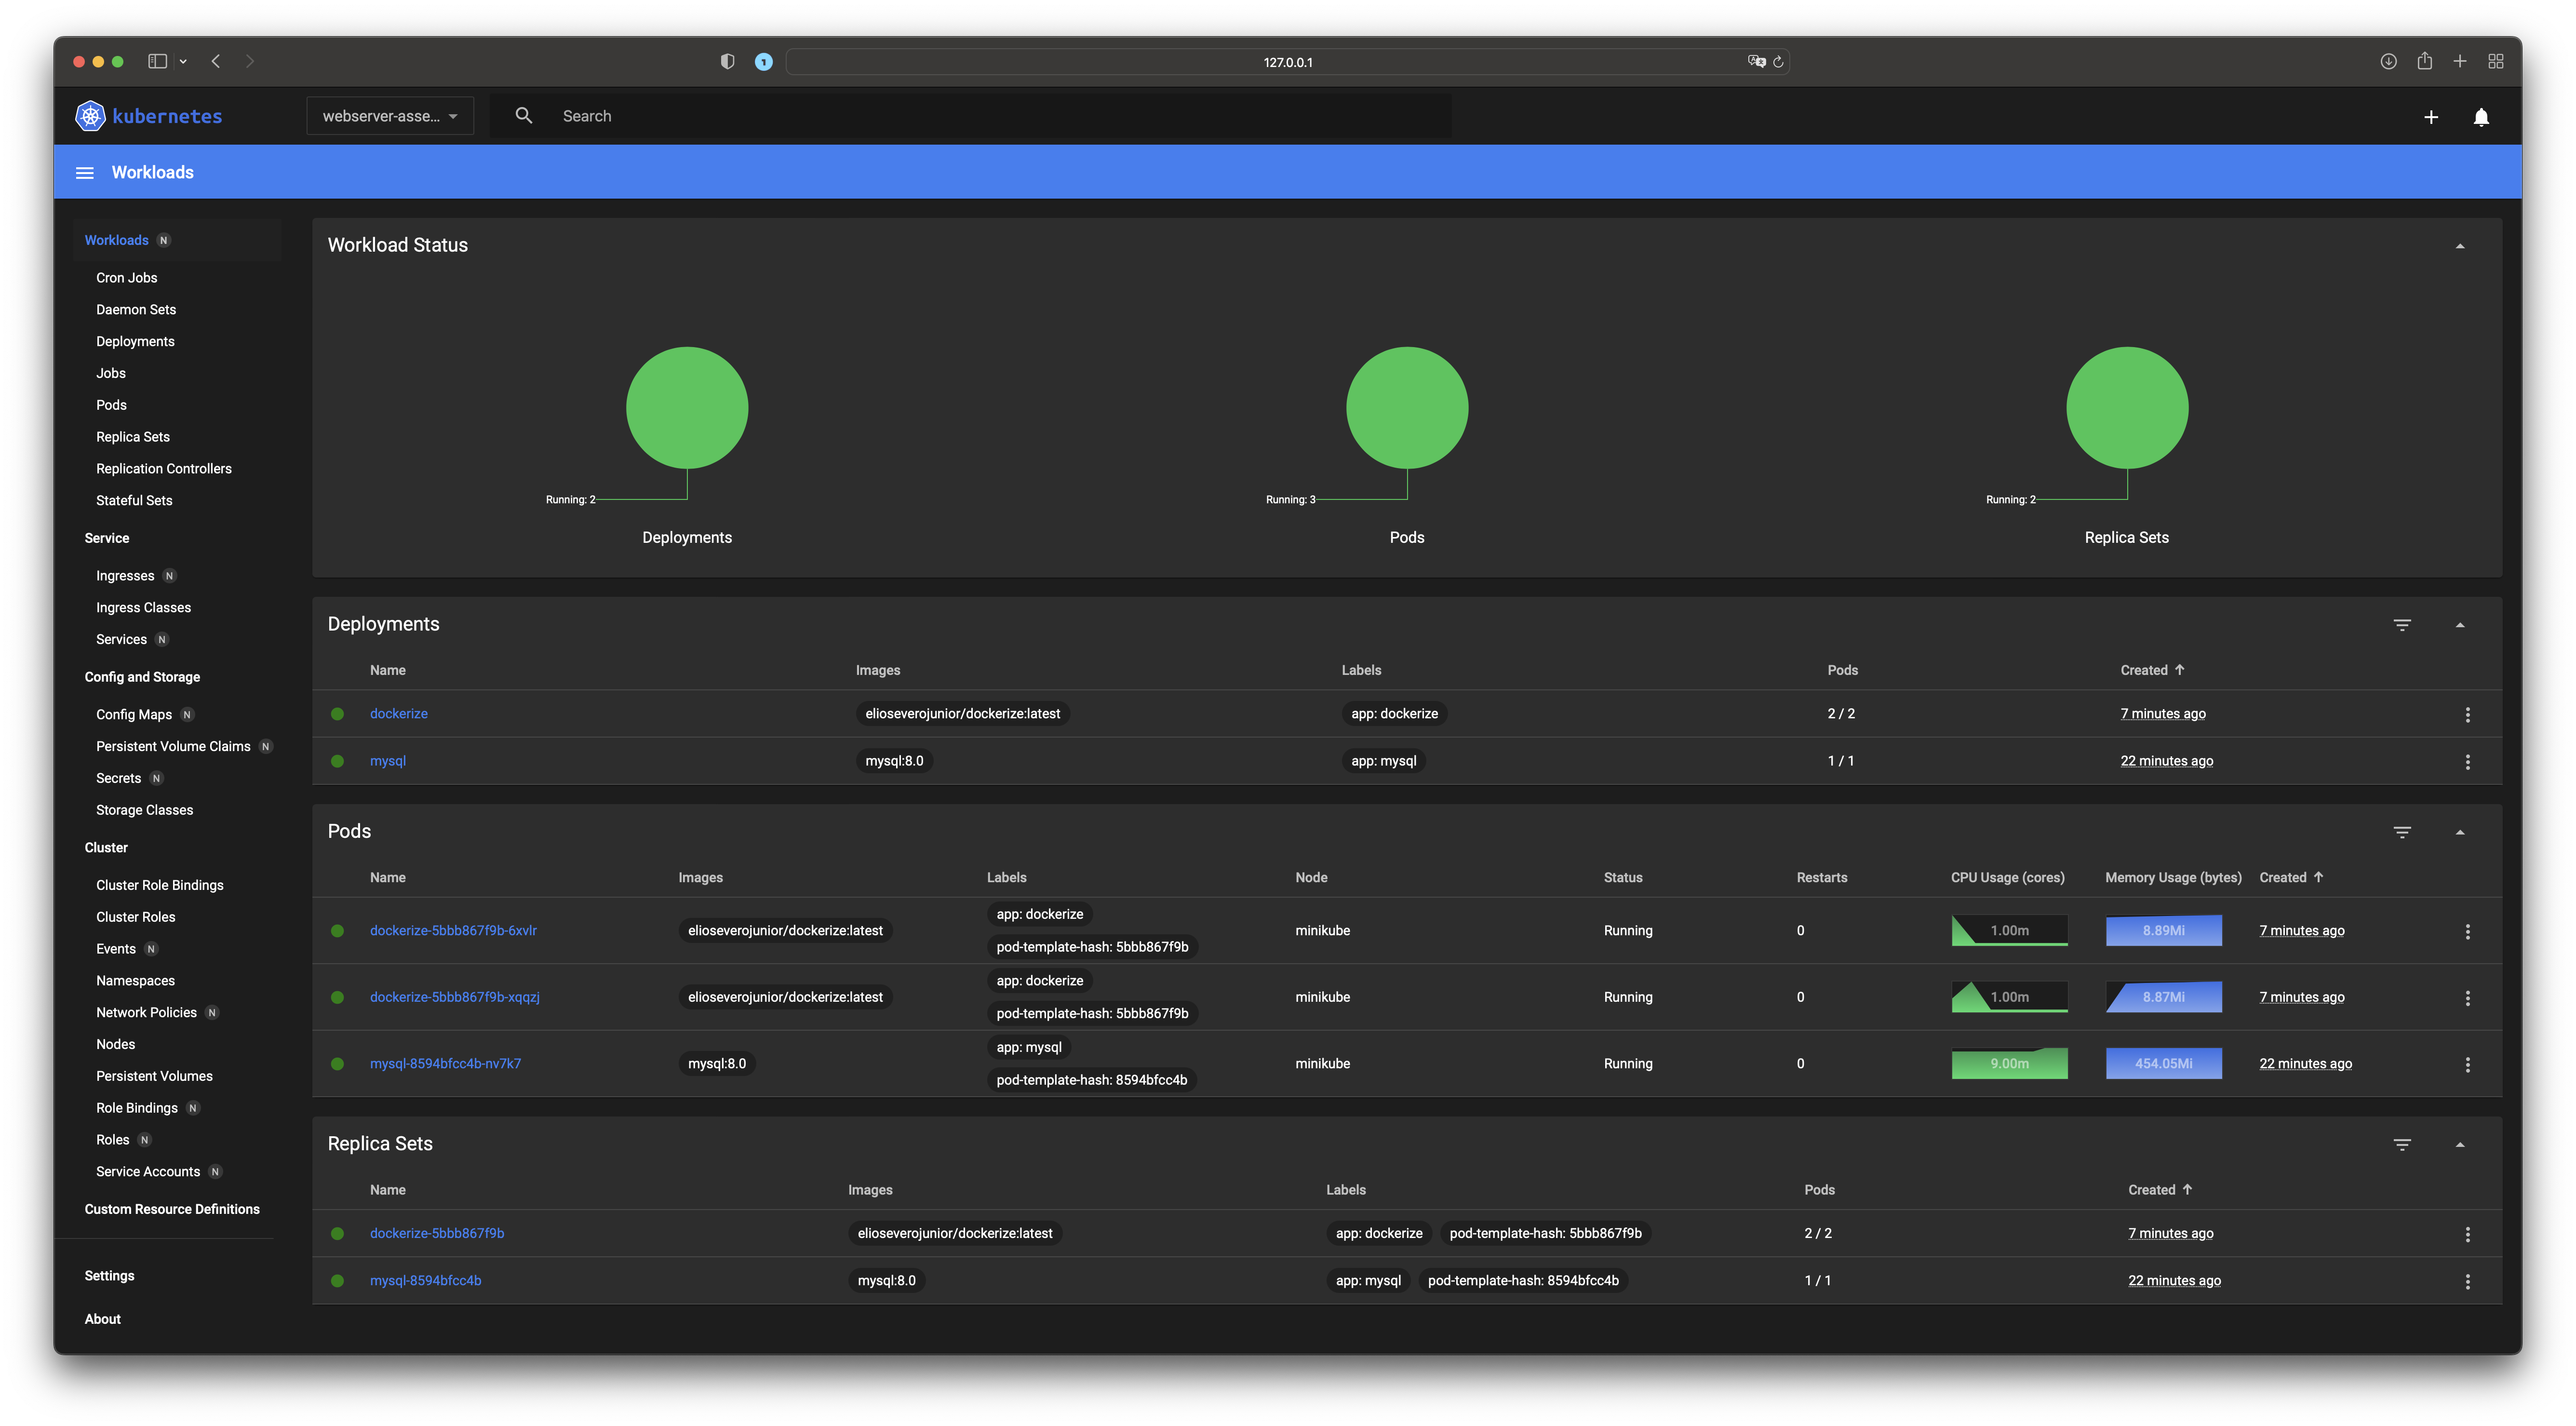 127.0.0.1
kubernetes
webserver-asse...
Search
Workloads
Workloads N
Cron Jobs
Daemon Sets
Deployments
Jobs
Pods
Replica Sets
Replication Controllers
Stateful Sets
Service
Ingresses N
Ingress Classes
Services N
Config and Storage
Config Maps N
Persistent Volume Claims N
Secrets N
Storage Classes
Cluster
Cluster Role Bindings
Cluster Roles
Events N
Namespaces
Network Policies N
Nodes
Persistent Volumes
Role Bindings N
Roles N
Service Accounts N
Custom Resource Definitions
Settings
About
Workload Status
Running: 2
Deployments
Running: 3
Pods
Running: 2
Replica Sets
Deployments
Name Images Labels Pods Created
dockerize elioseverojunior/dockerize:latest app: dockerize 2 / 2 7 minutes ago
mysql mysql:8.0 app: mysql 1 / 1 22 minutes ago
Pods
Name Images Labels Node Status Restarts CPU Usage (cores) Memory Usage (bytes) Created
app: dockerize
dockerize-5bbb867f9b-6xvlr elioseverojunior/dockerize:latest minikube Running 0 1.00m 8.89Mi 7 minutes ago
pod-template-hash: 5bbb867f9b
app: dockerize
dockerize-5bbb867f9b-xqqzj elioseverojunior/dockerize:latest minikube Running 0 1.00m 8.87Mi 7 minutes ago
pod-template-hash: 5bbb867f9b
app: mysql
mysql-8594bfcc4b-nv7k7 mysql:8.0 minikube Running 0 9.00m 454.05Mi 22 minutes ago
pod-template-hash: 8594bfcc4b
Replica Sets
Name Images Labels Pods Created
dockerize-5bbb867f9b elioseverojunior/dockerize:latest app: dockerize pod-template-hash: 5bbb867f9b 2 / 2 7 minutes ago
mysql-8594bfcc4b mysql:8.0 app: mysql pod-template-hash: 8594bfcc4b 1 / 1 22 minutes ago